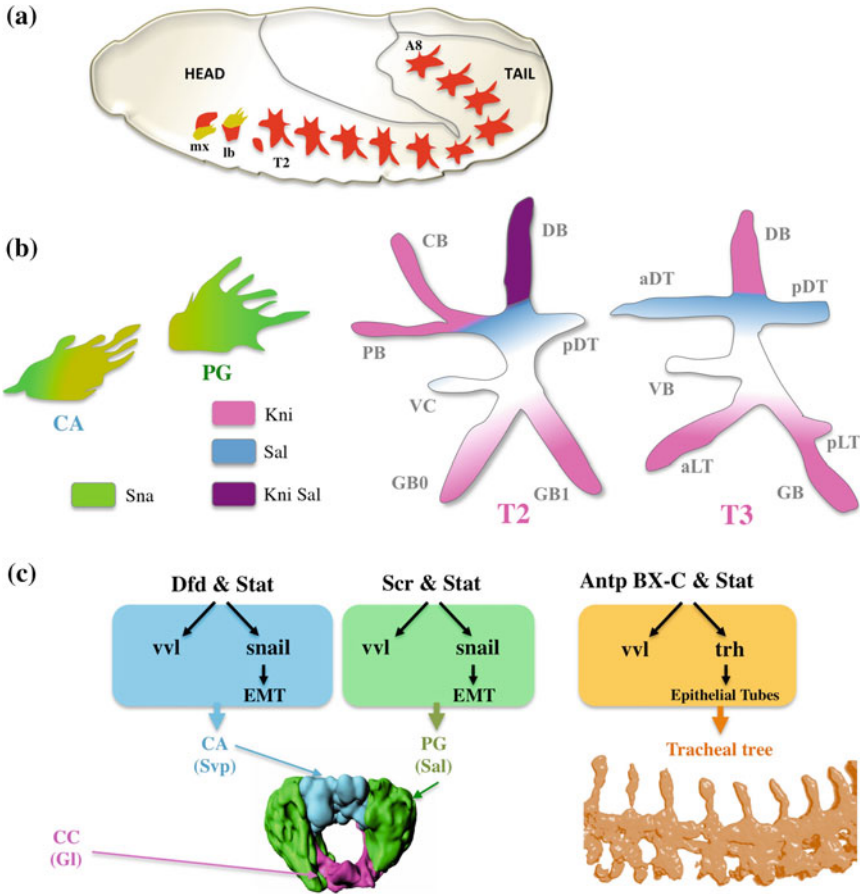 (a)
HEAD
A8
TAIL
mx
lb
T2
(b)
CA
PG
Kni
Sal
Sna
Kni Sal
CB
DB
PB
pDT
VC
GB0
GB1
T2
DB
aDT
pDT
VB
aLT
pLT
GB
T3
(c)
Dfd & Stat
vvl
snail
EMT
CA
(Svp)
Scr & Stat
vvl
snail
EMT
PG
(Sal)
CC
(Gl)
Antp BX-C & Stat
vvl
trh
Epithelial Tubes
Tracheal tree